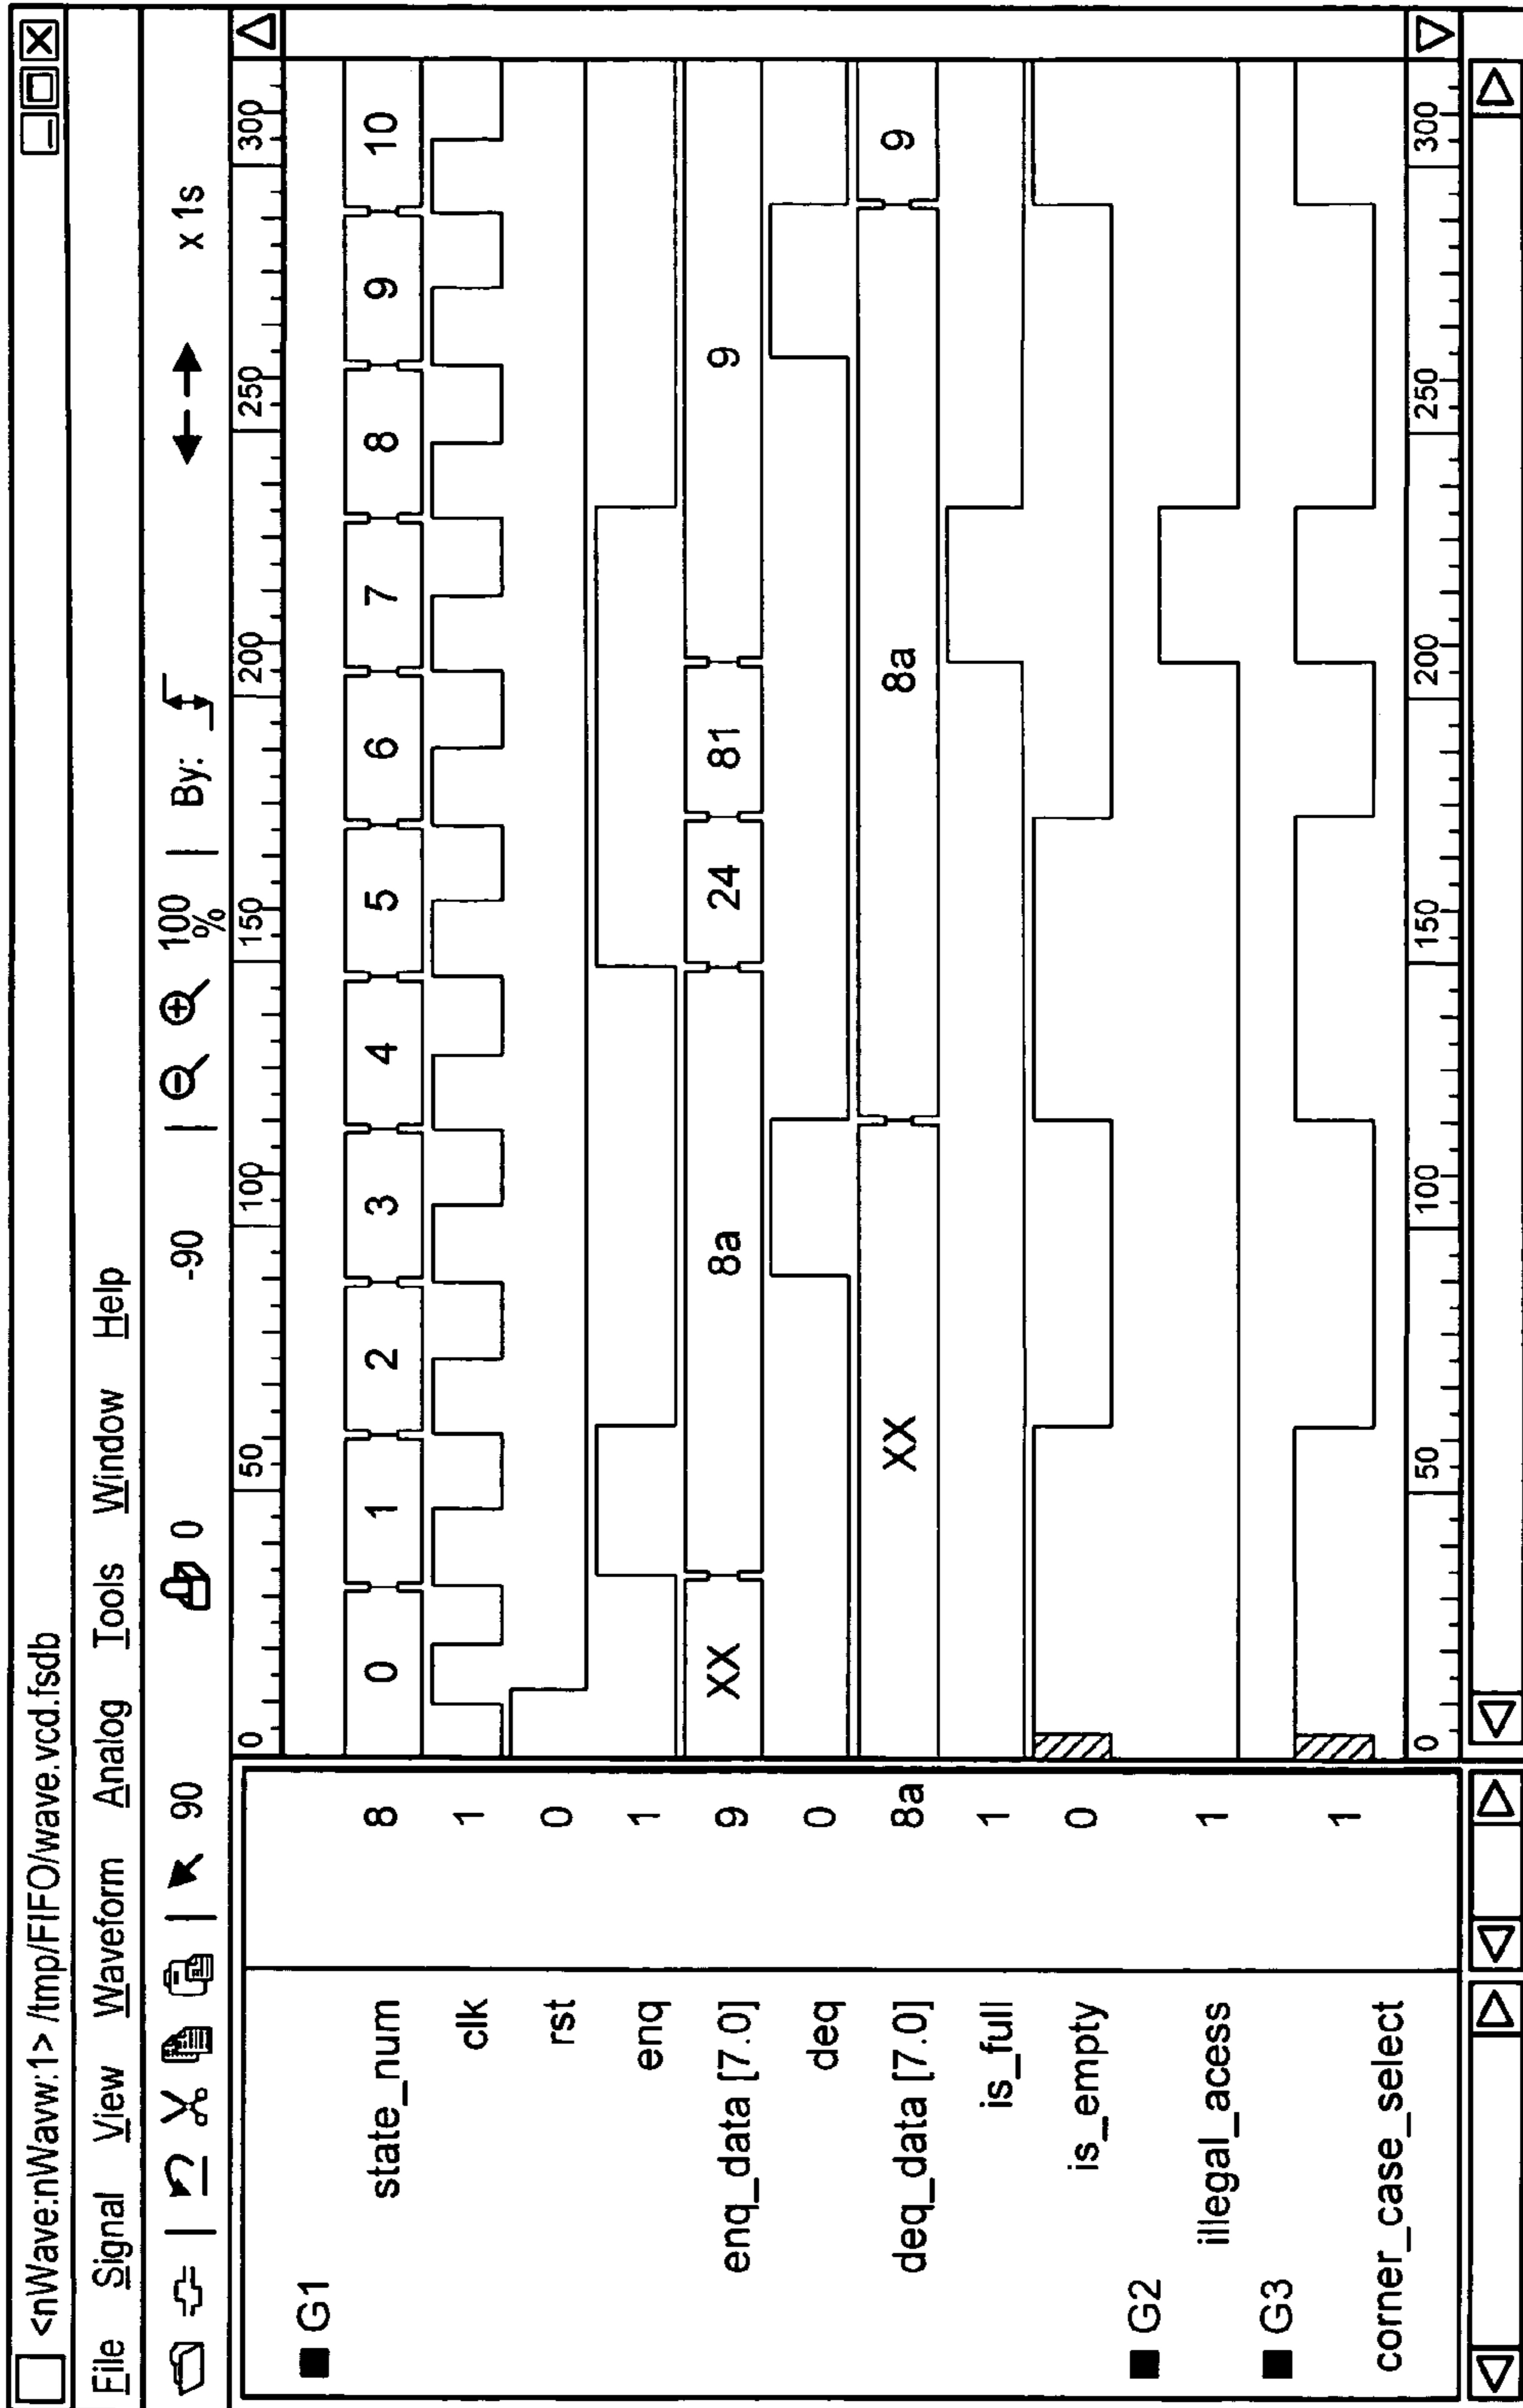 <nWave:nWavw:1> /tmp/FIFO/wave.vcd.fsdb
File Signal View Waveform Analog Tools Window Help
90 0 -90 100 % By: x 1s
0 50 100 150 200 250 300
G1
state_num 8 0 1 2 3 4 5 6 7 8 9 10
clk 1
rst 0
enq 1
enq_data [7.0] 9 XX 8a 24 81 9
deq 0
deq_data [7.0] 8a XX 8a 9
is_full 1
is_empty 0
G2
illegal_acess 1
G3
corner_case_select 1
0 50 100 150 200 250 300